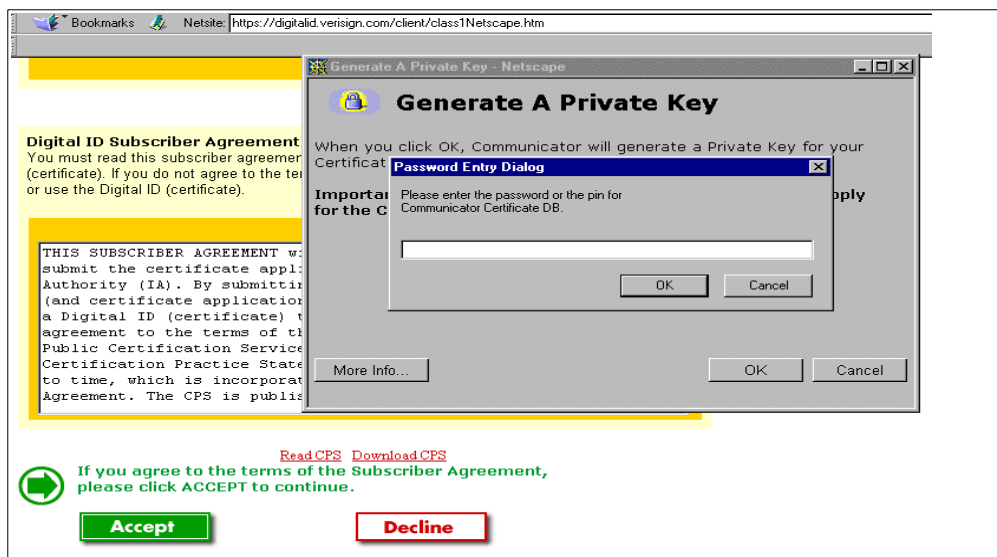 Bookmarks Netsite: https://digitalid.verisign.com/client/class1Netscape.htm
Generate A Private Key - Netscape
Generate A Private Key
When you click OK, Communicator will generate a Private Key for your
Certificat
Importa
for the C
pply
Password Entry Dialog
Please enter the password or the pin for
Communicator Certificate DB.
OK Cancel
More Info... OK Cancel
Digital ID Subscriber Agreement
You must read this subscriber agreemen
(certificate). If you do not agree to the te
or use the Digital ID (certificate).
THIS SUBSCRIBER AGREEMENT w
submit the certificate appl
Authority (IA). By submittin
(and certificate application
a Digital ID (certificate) t
agreement to the terms of th
Public Certification Service
Certification Practice State
to time, which is incorporat
Agreement. The CPS is publis
Read CPS Download CPS
If you agree to the terms of the Subscriber Agreement,
please click ACCEPT to continue.
Accept Decline